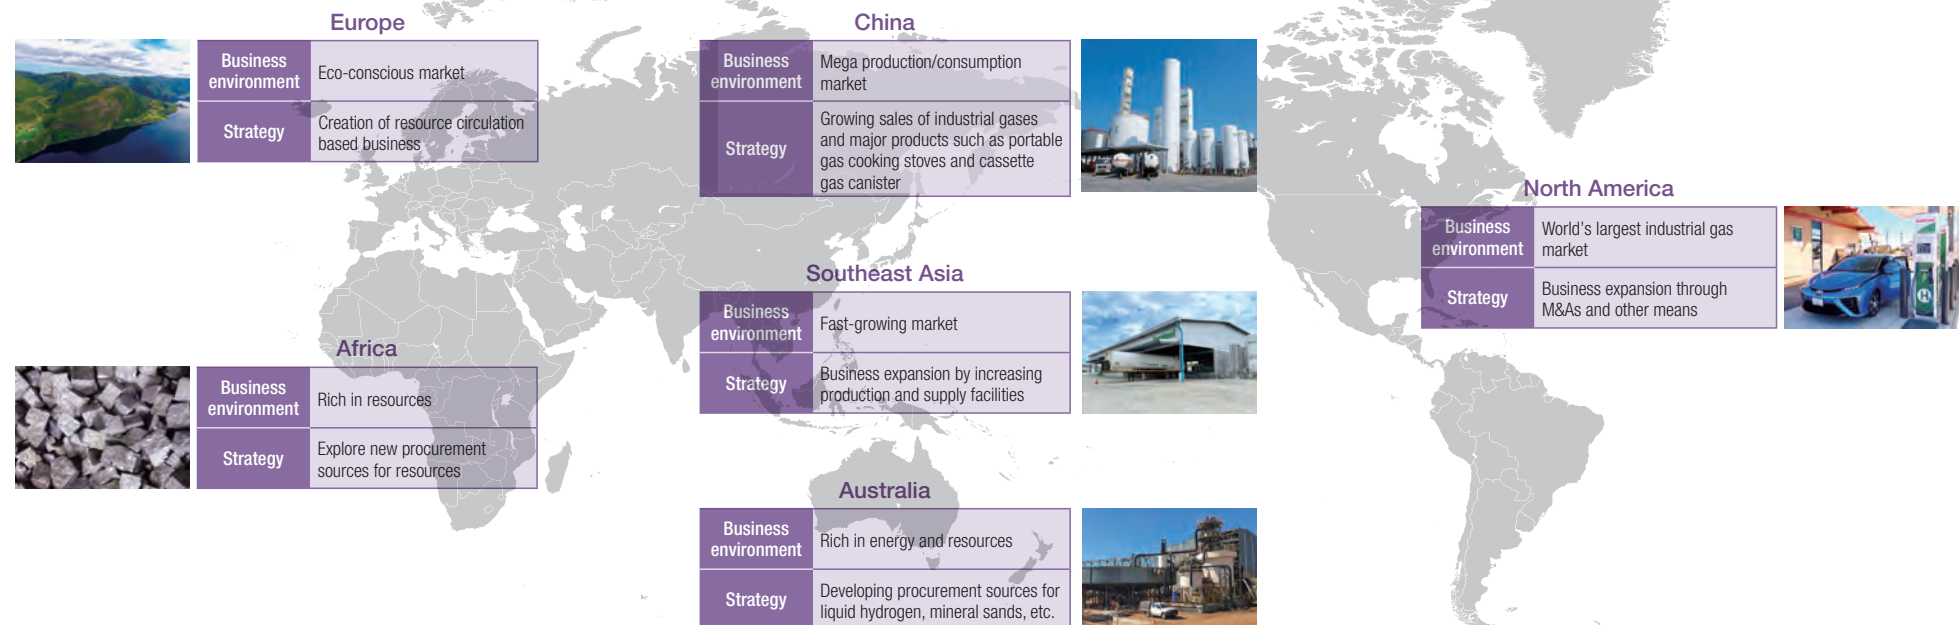 Europe
Business
environment
Eco-conscious market
Strategy
Creation of resource circulation
based business
China
Business
environment
Mega production/consumption
market
Strategy
Growing sales of industrial gases
and major products such as portable
gas cooking stoves and cassette
gas canister
North America
Business
environment
World's largest industrial gas
market
Strategy
Business expansion through
M&As and other means
Southeast Asia
Business
environment
Fast-growing market
Strategy
Business expansion by increasing
production and supply facilities
Africa
Business
environment
Rich in resources
Strategy
Explore new procurement
sources for resources
Australia
Business
environment
Rich in energy and resources
Strategy
Developing procurement sources for
liquid hydrogen, mineral sands, etc.